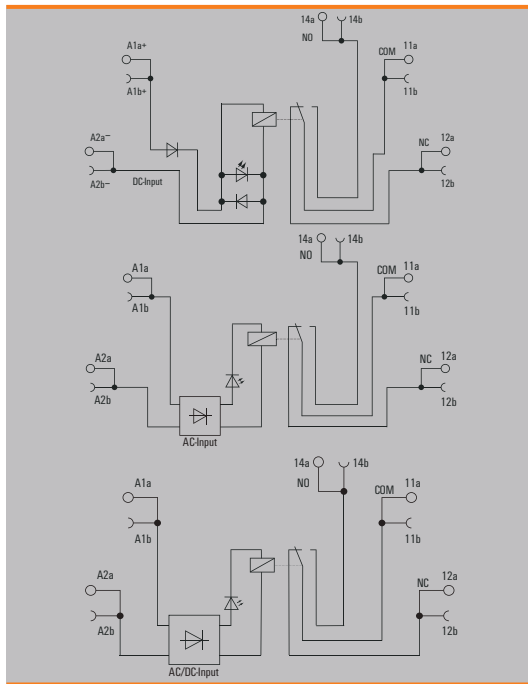 14a 14b
NO
A1a+
COM 11a
A1b+
11b
A2a−
NC 12a
A2b− DC-Input
12b
14a 14b
NO
A1a
COM 11a
A1b
11b
A2a
NC 12a
A2b
12b
AC-Input
14a 14b
A1a
NO
COM 11a
A1b
11b
A2a
NC 12a
A2b
12b
AC/DC-Input